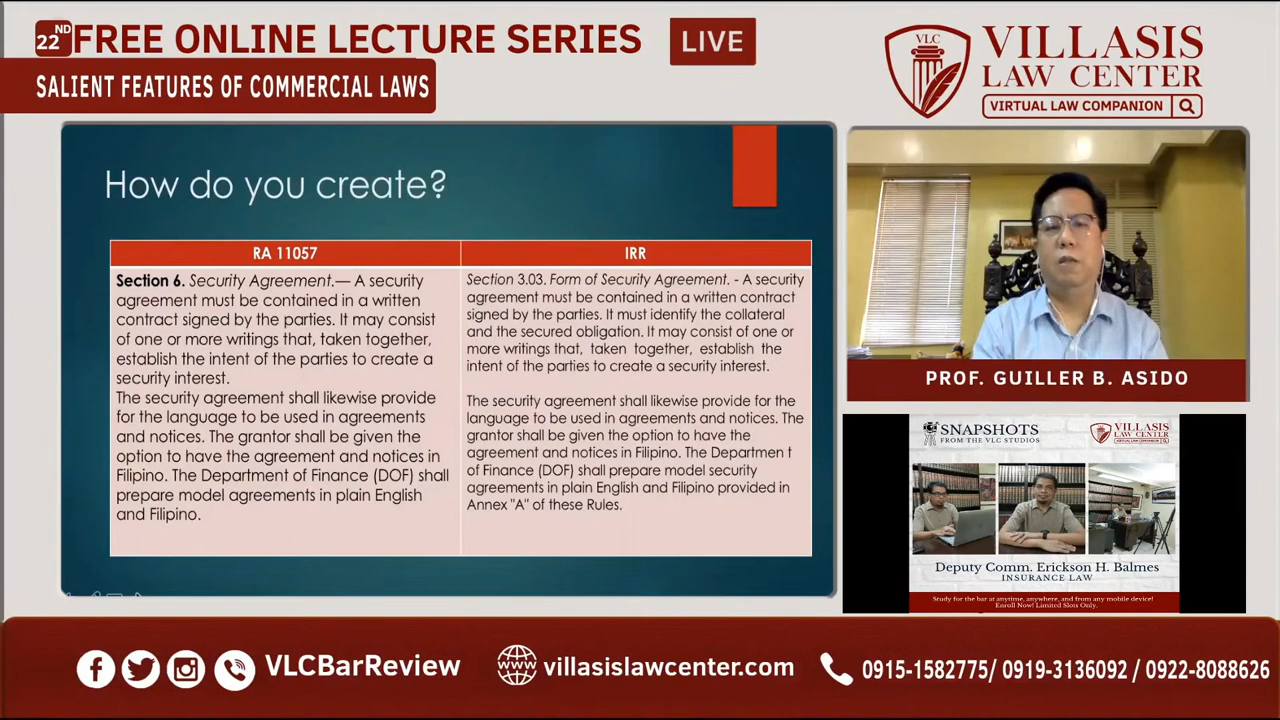 22ND FREE ONLINE LECTURE SERIES
LIVE
SALIENT FEATURES OF COMMERCIAL LAWS
VLC
VILLASIS
LAW CENTER
VIRTUAL LAW COMPANION
How do you create?
RA 11057
Section 6. Security Agreement.— A security
agreement must be contained in a written
contract signed by the parties. It may consist
of one or more writings that, taken together,
establish the intent of the parties to create a
security interest.
The security agreement shall likewise provide
for the language to be used in agreements
and notices. The grantor shall be given the
option to have the agreement and notices in
Filipino. The Department of Finance (DOF) shall
prepare model agreements in plain English
and Filipino.
IRR
Section 3.03. Form of Security Agreement. - A security
agreement must be contained in a written contract
signed by the parties. It must identify the collateral
and the secured obligation. It may consist of one or
more writings that, taken together, establish the
intent of the parties to create a security interest.
The security agreement shall likewise provide for the
language to be used in agreements and notices. The
grantor shall be given the option to have the
agreement and notices in Filipino. The Departmen t
of Finance (DOF) shall prepare model security
agreements in plain English and Filipino provided in
Annex "A" of these Rules.
PROF. GUILLER B. ASIDO
SNAPSHOTS
FROM THE VLC STUDIOS
VILLASIS
LAW CENTER
VIRTUAL LAW COMPANION
Deputy Comm. Erickson H. Balmes
INSURANCE LAW
Study for the bar at anytime, anywhere, and from any mobile device!
Enroll Now! Limited Slots Only.
VLCBarReview
www
villasislawcenter.com
0915-1582775/ 0919-3136092 / 0922-8088626